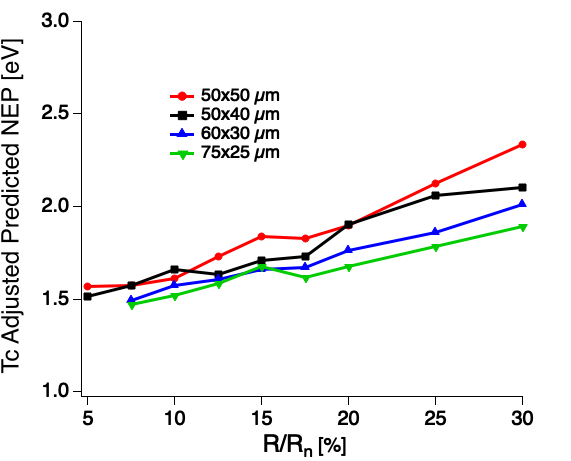 3.0
2.5
2.0
1.5
1.0
Tc Adjusted Predicted NEP [eV]
50x50 µm
50x40 µm
60x30 µm
75x25 µm
5 10 15 20 25 30
R/Rn [%]